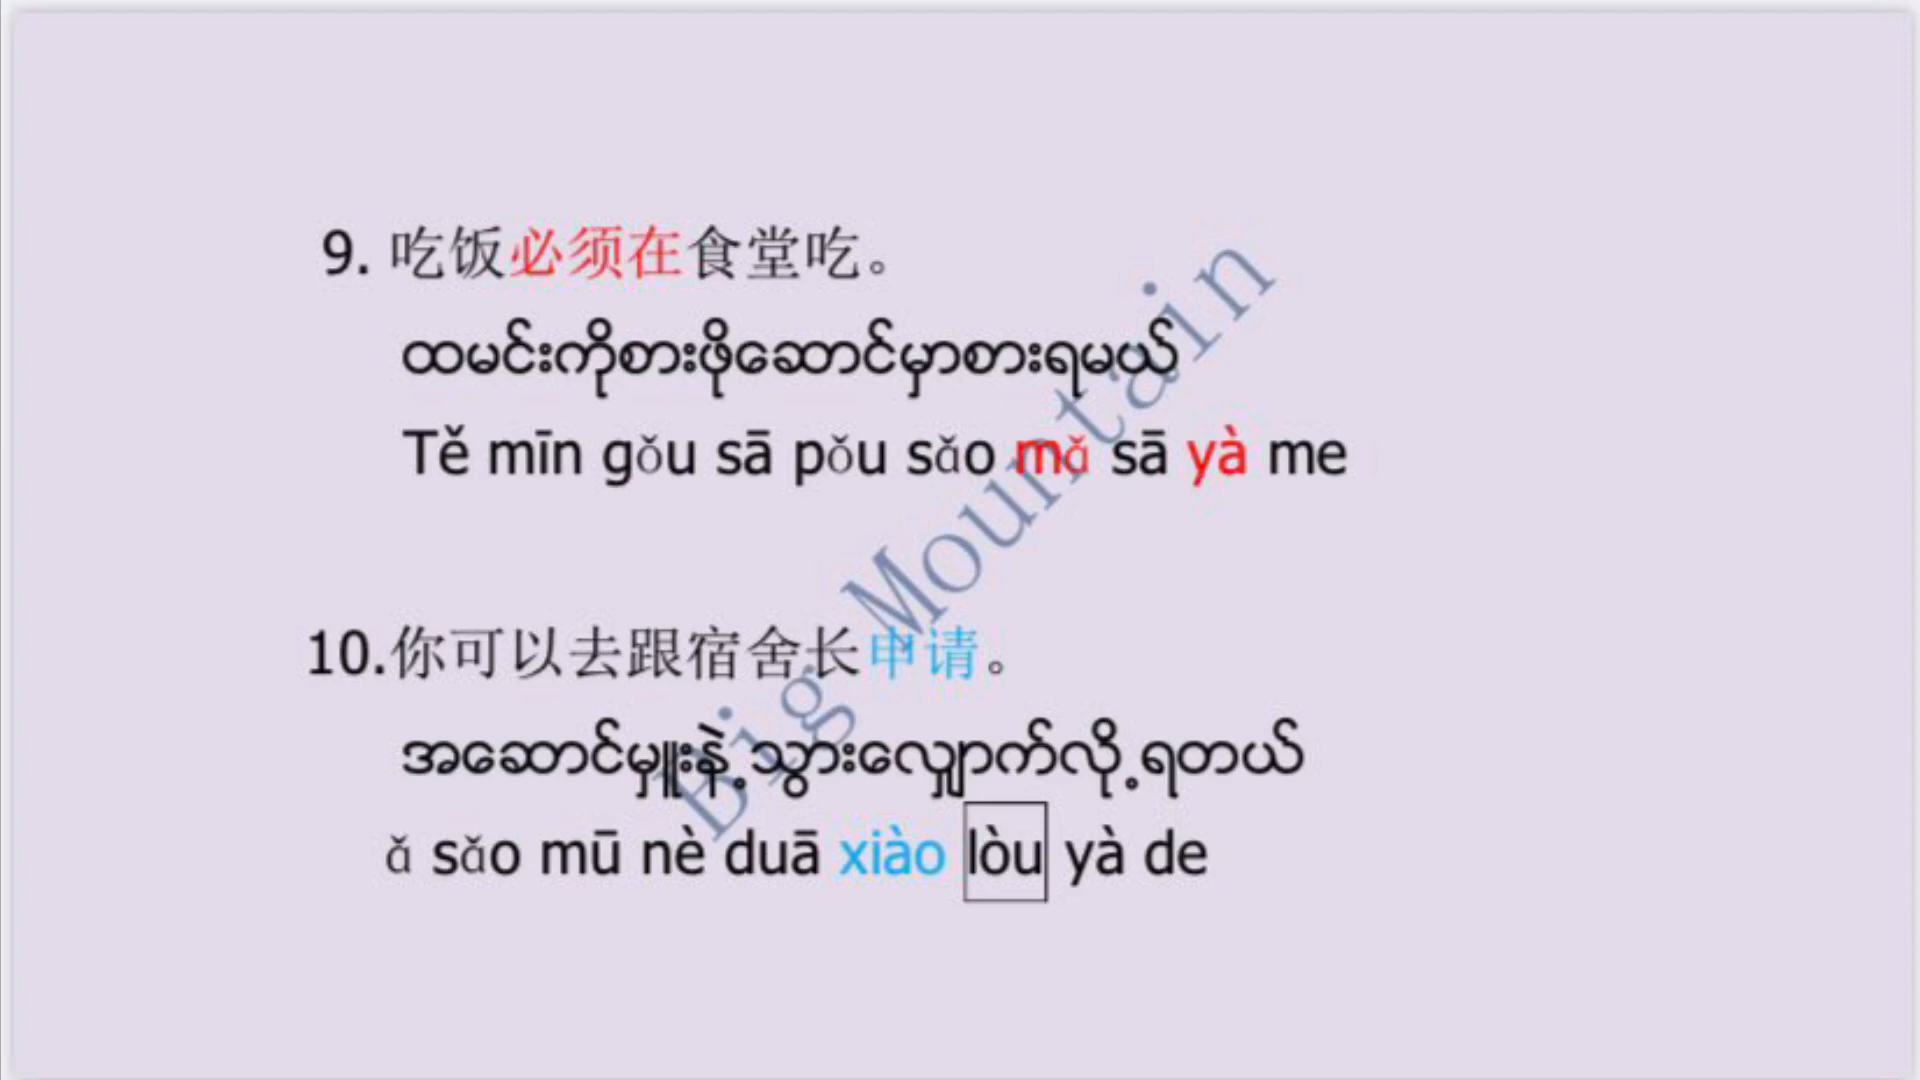 9. 吃饭必须在食堂吃。
ထမင်းကိုစားဖိုဆောင်မှာစားရမယ်
Tě mīn gǒu sā pǒu sǎo mǎ sā yà me
10.你可以去跟宿舍长申请。
အဆောင်မှူးနဲ့သွားလျှောက်လို့ရတယ်
ǎ sǎo mū nè duā xiào lòu yà de
Big Mountain